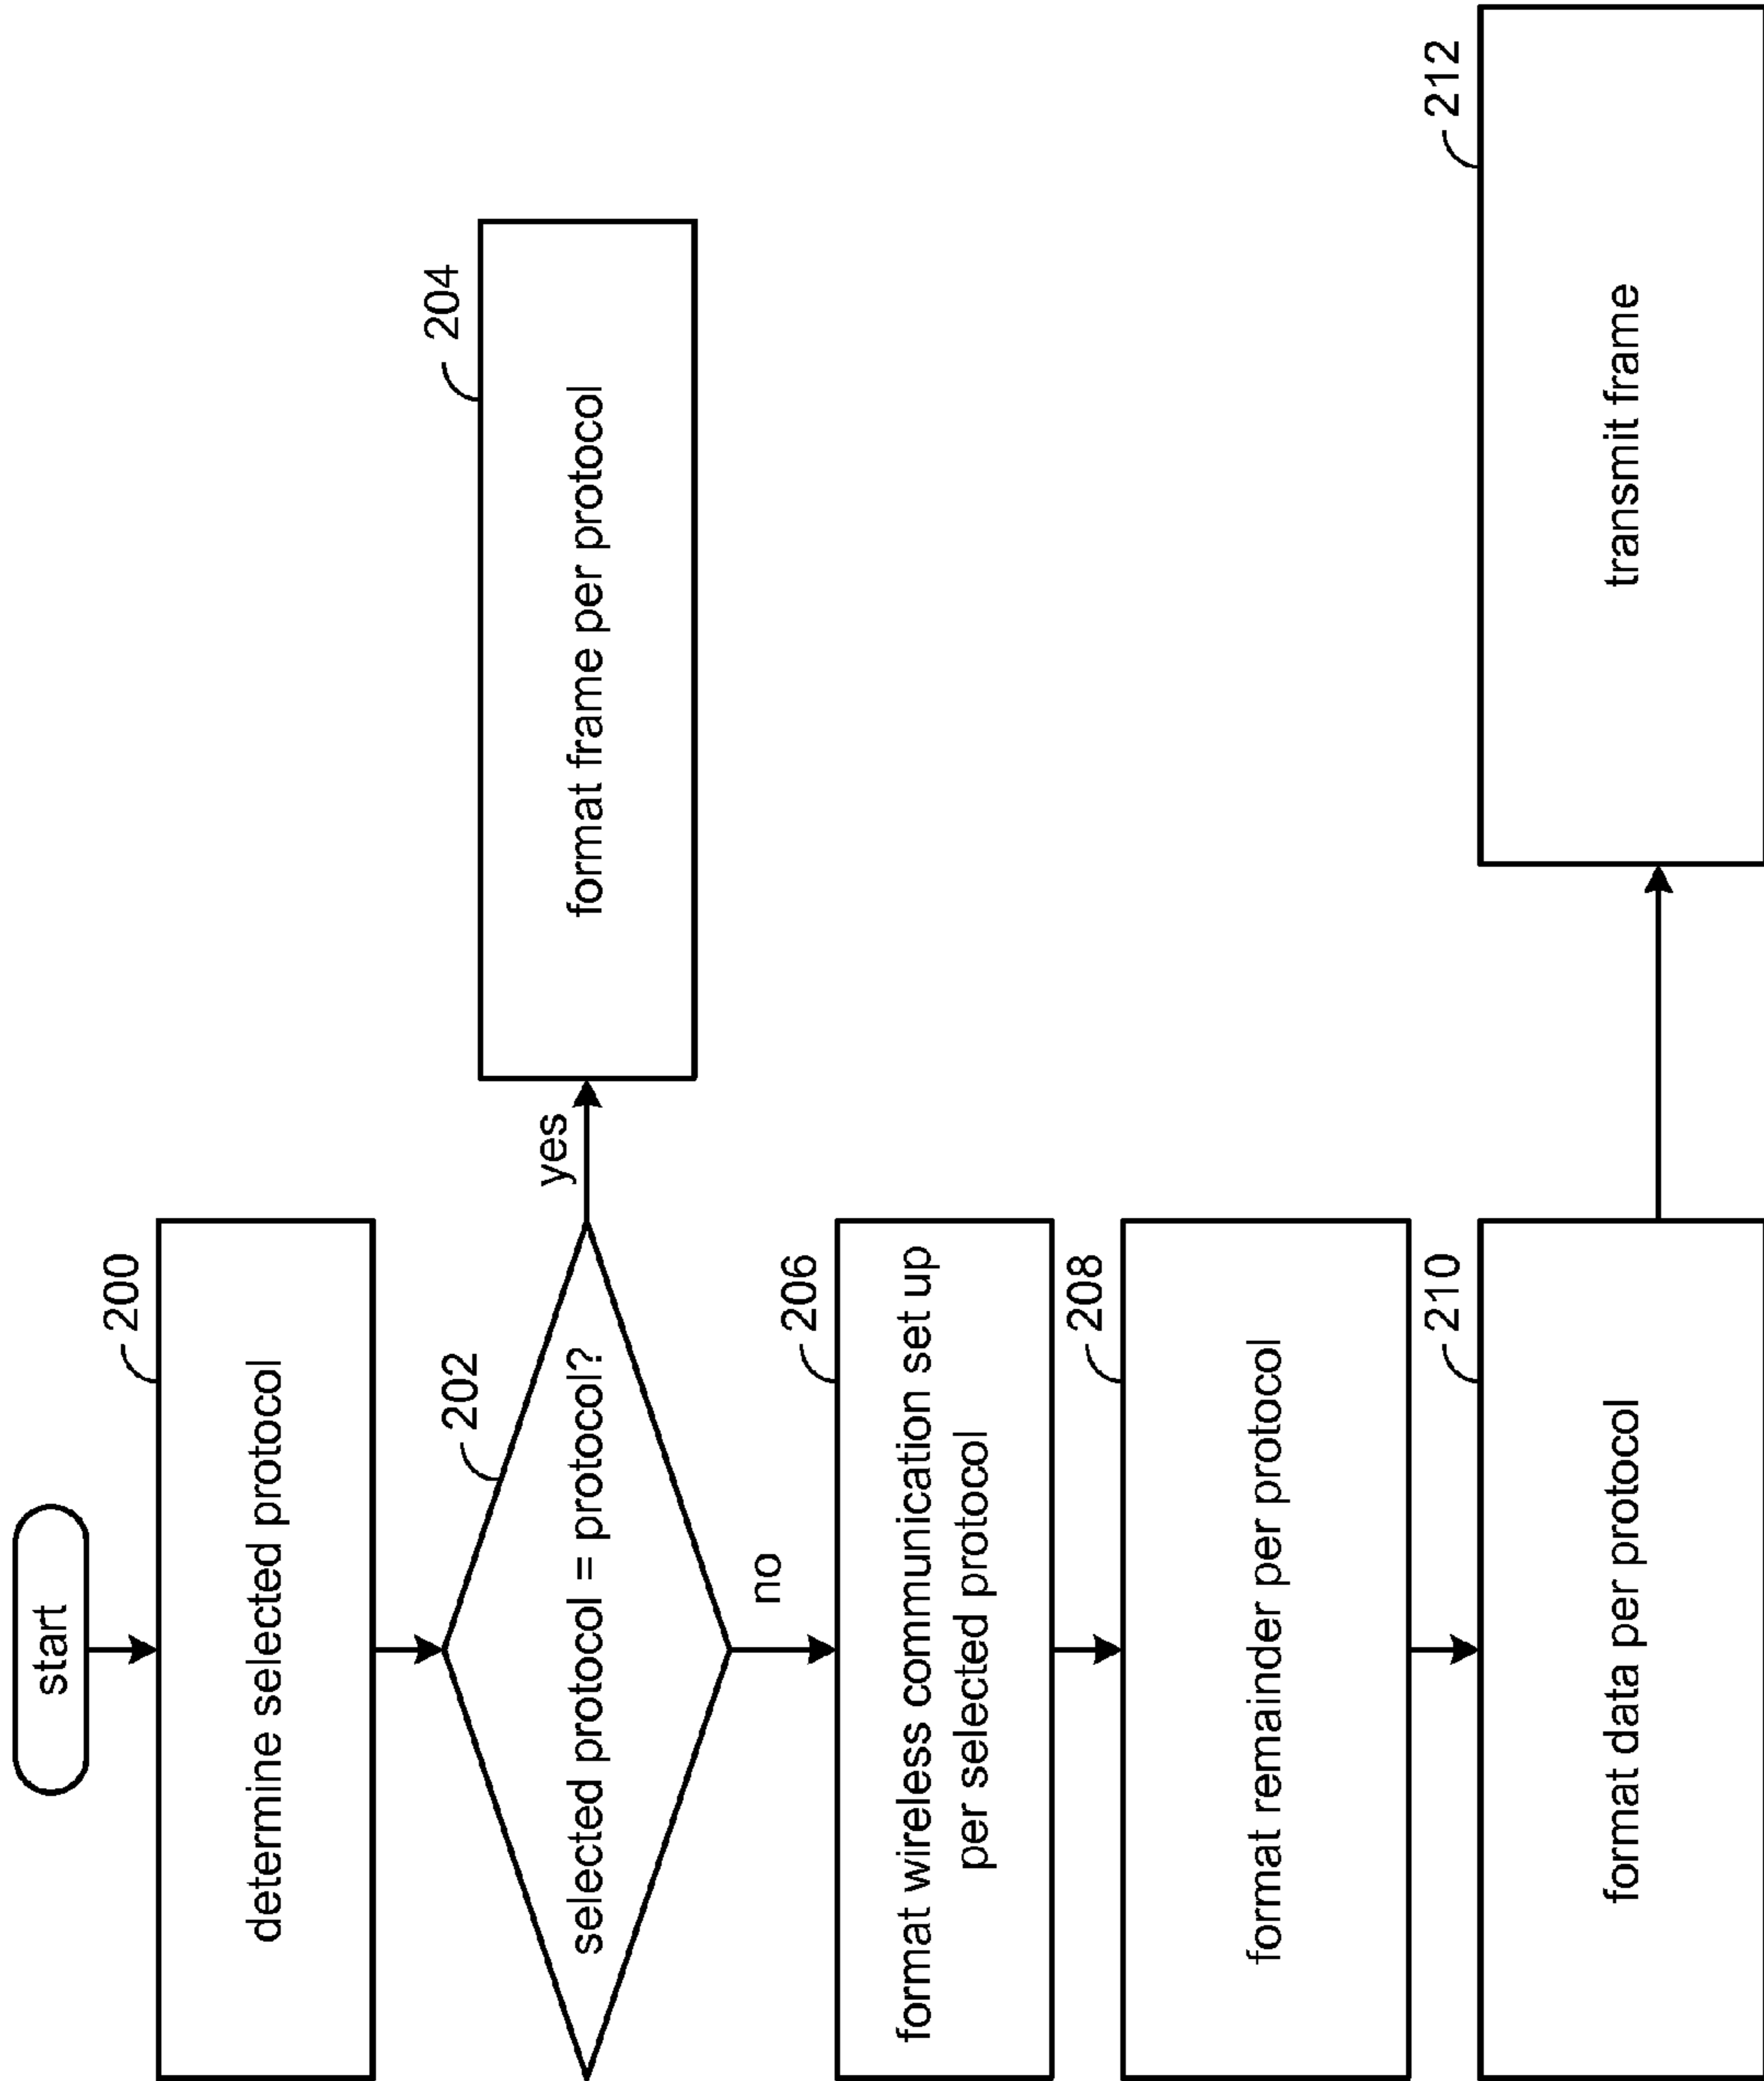 start
200
determine selected protocol
202
selected protocol = protocol?
yes
204
format frame per protocol
no
206
format wireless communication set up
per selected protocol
208
format remainder per protocol
210
format data per protocol
212
transmit frame